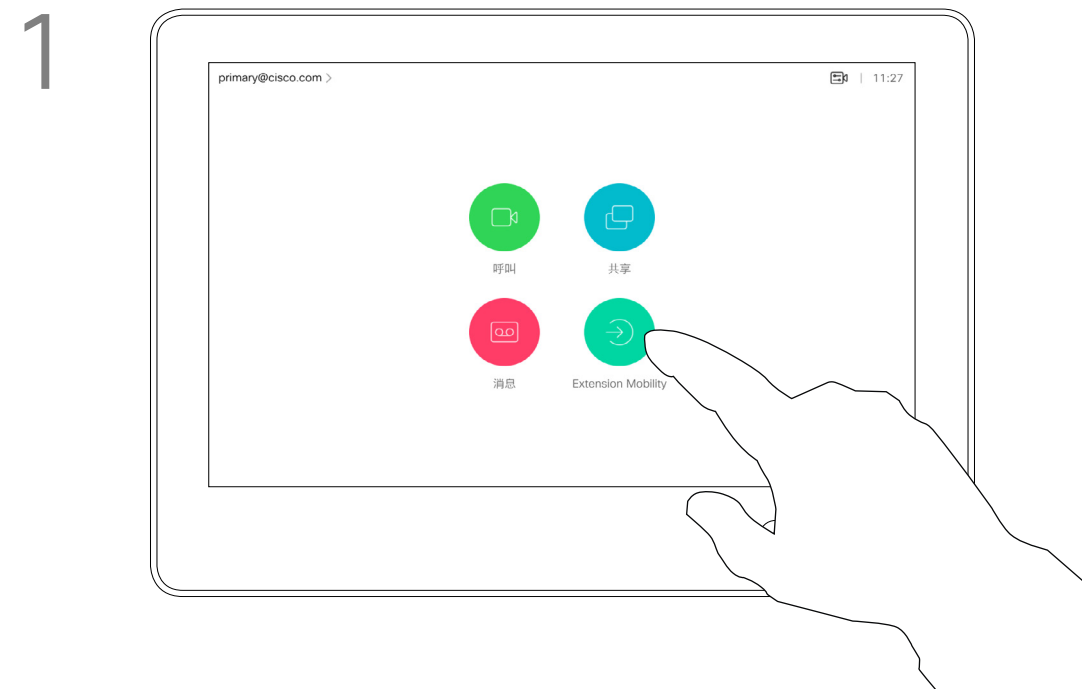 1
primary@cisco.com >
11:27
呼叫
共享
消息
Extension Mobility